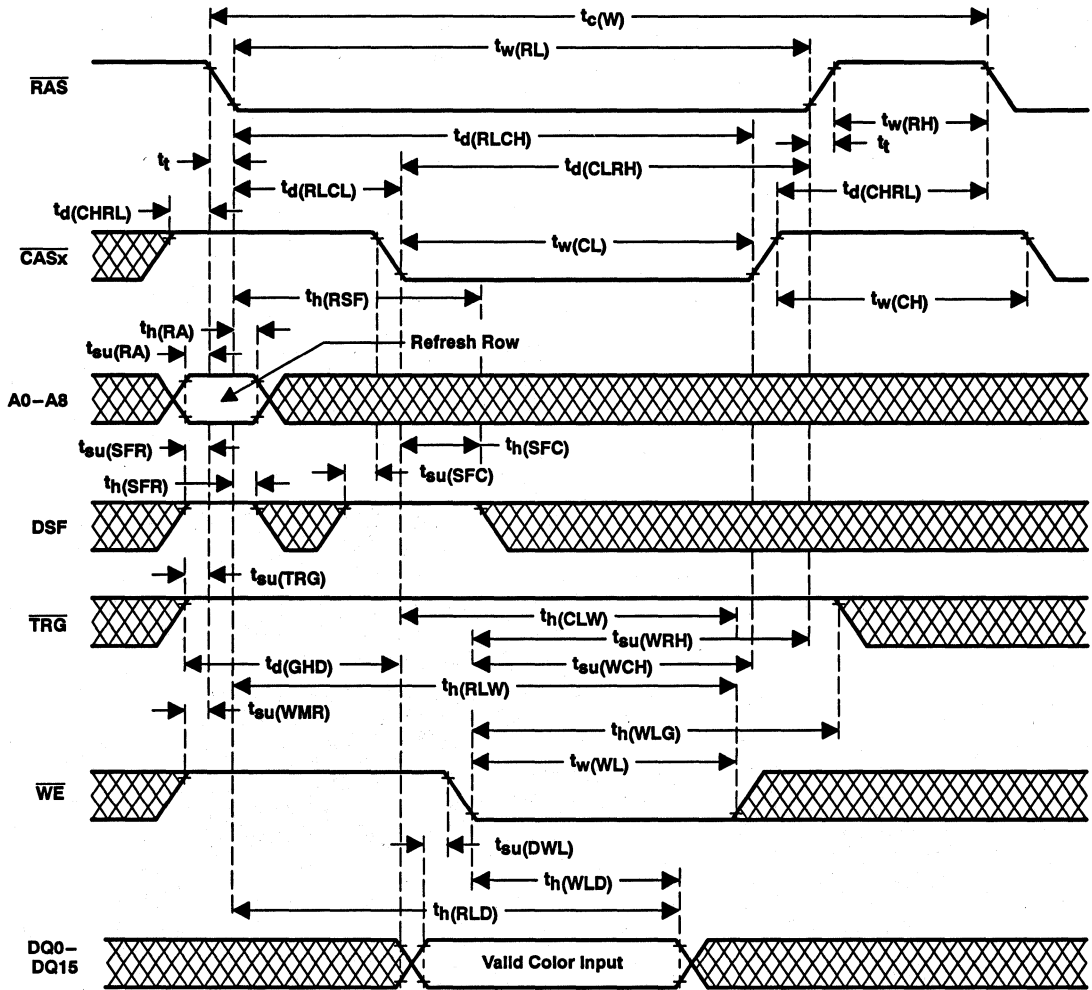 tc(W)
tw(RL)
RAS
tw(RH)
td(RLCH)
tt
tt
td(CLRH)
td(RLCL)
td(CHRL)
td(CHRL)
CASx
tw(CL)
th(RSF)
tw(CH)
th(RA)
Refresh Row
tsu(RA)
A0–A8
tsu(SFR)
th(SFC)
tsu(SFC)
th(SFR)
DSF
tsu(TRG)
TRG
th(CLW)
tsu(WRH)
td(GHD)
tsu(WCH)
th(RLW)
tsu(WMR)
th(WLG)
tw(WL)
WE
tsu(DWL)
th(WLD)
th(RLD)
DQ0–
DQ15
Valid Color Input